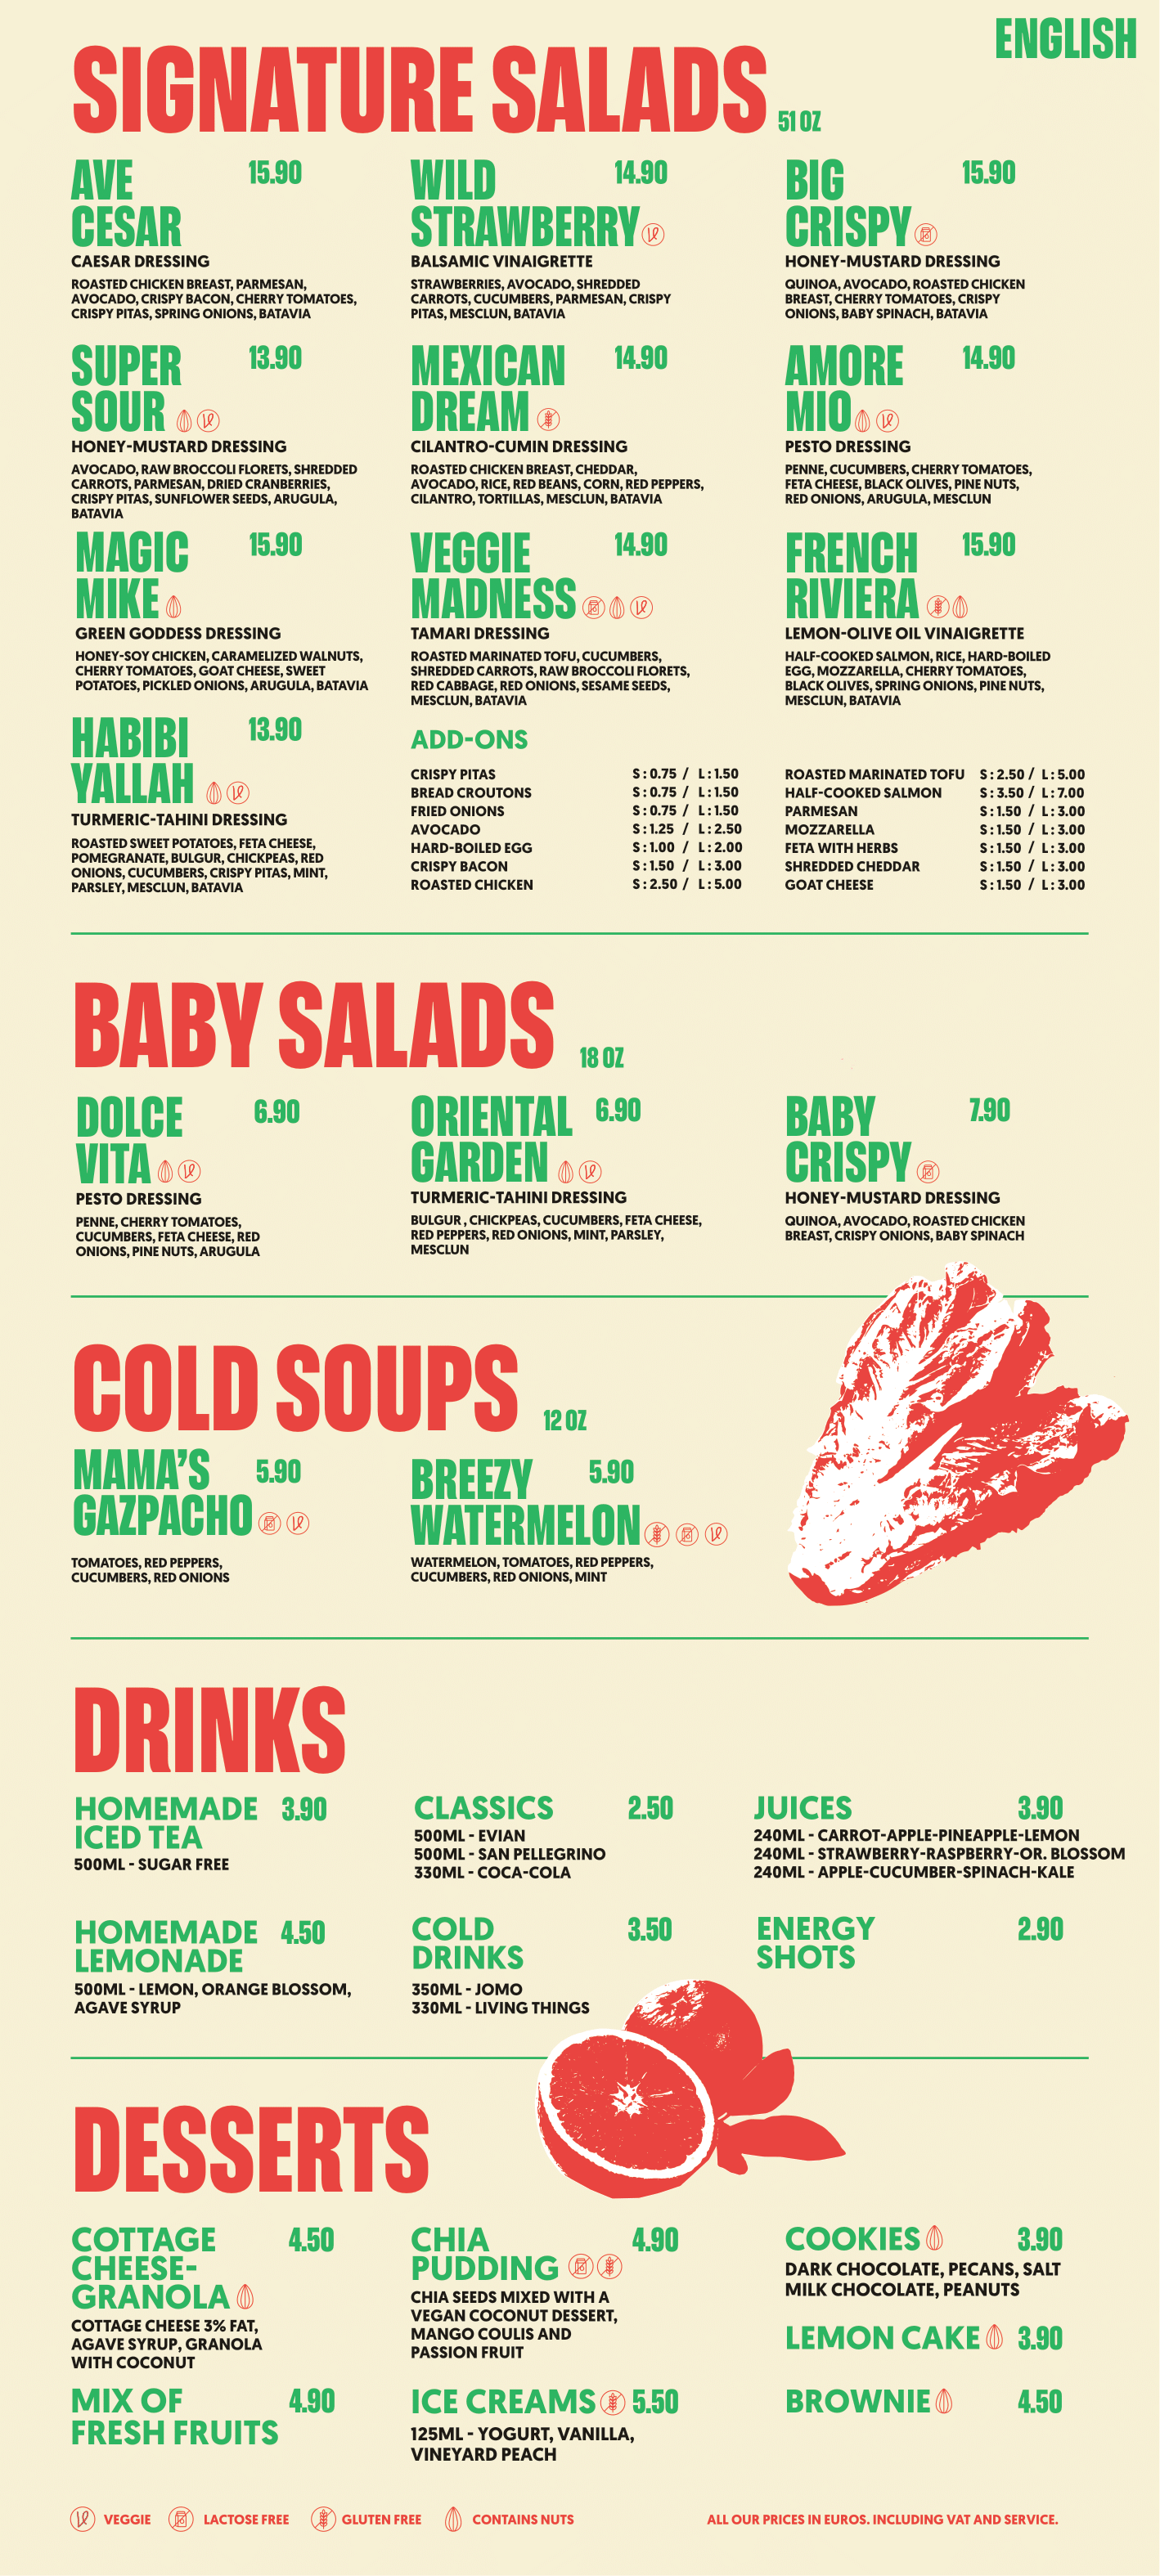 ENGLISH
SIGNATURE SALADS 51 OZ
AVE 15.90
CESAR
CAESAR DRESSING
ROASTED CHICKEN BREAST, PARMESAN,
AVOCADO, CRISPY BACON, CHERRY TOMATOES,
CRISPY PITAS, SPRING ONIONS, BATAVIA
WILD 14.90
STRAWBERRY
BALSAMIC VINAIGRETTE
STRAWBERRIES, AVOCADO, SHREDDED
CARROTS, CUCUMBERS, PARMESAN, CRISPY
PITAS, MESCLUN, BATAVIA
BIG 15.90
CRISPY
HONEY-MUSTARD DRESSING
QUINOA, AVOCADO, ROASTED CHICKEN
BREAST, CHERRY TOMATOES, CRISPY
ONIONS, BABY SPINACH, BATAVIA
SUPER 13.90
SOUR
HONEY-MUSTARD DRESSING
AVOCADO, RAW BROCCOLI FLORETS, SHREDDED
CARROTS, PARMESAN, DRIED CRANBERRIES,
CRISPY PITAS, SUNFLOWER SEEDS, ARUGULA,
BATAVIA
MEXICAN 14.90
DREAM
CILANTRO-CUMIN DRESSING
ROASTED CHICKEN BREAST, CHEDDAR,
AVOCADO, RICE, RED BEANS, CORN, RED PEPPERS,
CILANTRO, TORTILLAS, MESCLUN, BATAVIA
AMORE 14.90
MIO
PESTO DRESSING
PENNE, CUCUMBERS, CHERRY TOMATOES,
FETA CHEESE, BLACK OLIVES, PINE NUTS,
RED ONIONS, ARUGULA, MESCLUN
MAGIC 15.90
MIKE
GREEN GODDESS DRESSING
HONEY-SOY CHICKEN, CARAMELIZED WALNUTS,
CHERRY TOMATOES, GOAT CHEESE, SWEET
POTATOES, PICKLED ONIONS, ARUGULA, BATAVIA
VEGGIE 14.90
MADNESS
TAMARI DRESSING
ROASTED MARINATED TOFU, CUCUMBERS,
SHREDDED CARROTS, RAW BROCCOLI FLORETS,
RED CABBAGE, RED ONIONS, SESAME SEEDS,
MESCLUN, BATAVIA
FRENCH 15.90
RIVIERA
LEMON-OLIVE OIL VINAIGRETTE
HALF-COOKED SALMON, RICE, HARD-BOILED
EGG, MOZZARELLA, CHERRY TOMATOES,
BLACK OLIVES, SPRING ONIONS, PINE NUTS,
MESCLUN, BATAVIA
HABIBI 13.90
YALLAH
TURMERIC-TAHINI DRESSING
ROASTED SWEET POTATOES, FETA CHEESE,
POMEGRANATE, BULGUR, CHICKPEAS, RED
ONIONS, CUCUMBERS, CRISPY PITAS, MINT,
PARSLEY, MESCLUN, BATAVIA
ADD-ONS
CRISPY PITAS S : 0.75 / L : 1.50
BREAD CROUTONS S : 0.75 / L : 1.50
FRIED ONIONS S : 0.75 / L : 1.50
AVOCADO S : 1.25 / L : 2.50
HARD-BOILED EGG S : 1.00 / L : 2.00
CRISPY BACON S : 1.50 / L : 3.00
ROASTED CHICKEN S : 2.50 / L : 5.00
ROASTED MARINATED TOFU S : 2.50 / L : 5.00
HALF-COOKED SALMON S : 3.50 / L : 7.00
PARMESAN S : 1.50 / L : 3.00
MOZZARELLA S : 1.50 / L : 3.00
FETA WITH HERBS S : 1.50 / L : 3.00
SHREDDED CHEDDAR S : 1.50 / L : 3.00
GOAT CHEESE S : 1.50 / L : 3.00
BABY SALADS 18 OZ
DOLCE 6.90
VITA
PESTO DRESSING
PENNE, CHERRY TOMATOES,
CUCUMBERS, FETA CHEESE, RED
ONIONS, PINE NUTS, ARUGULA
ORIENTAL 6.90
GARDEN
TURMERIC-TAHINI DRESSING
BULGUR , CHICKPEAS, CUCUMBERS, FETA CHEESE,
RED PEPPERS, RED ONIONS, MINT, PARSLEY,
MESCLUN
BABY 7.90
CRISPY
HONEY-MUSTARD DRESSING
QUINOA, AVOCADO, ROASTED CHICKEN
BREAST, CRISPY ONIONS, BABY SPINACH
COLD SOUPS 12 OZ
MAMA'S 5.90
GAZPACHO
TOMATOES, RED PEPPERS,
CUCUMBERS, RED ONIONS
BREEZY 5.90
WATERMELON
WATERMELON, TOMATOES, RED PEPPERS,
CUCUMBERS, RED ONIONS, MINT
DRINKS
HOMEMADE 3.90
ICED TEA
500ML - SUGAR FREE
CLASSICS 2.50
500ML - EVIAN
500ML - SAN PELLEGRINO
330ML - COCA-COLA
JUICES 3.90
240ML - CARROT-APPLE-PINEAPPLE-LEMON
240ML - STRAWBERRY-RASPBERRY-OR. BLOSSOM
240ML - APPLE-CUCUMBER-SPINACH-KALE
HOMEMADE 4.50
LEMONADE
500ML - LEMON, ORANGE BLOSSOM,
AGAVE SYRUP
COLD 3.50
DRINKS
350ML - JOMO
330ML - LIVING THINGS
ENERGY 2.90
SHOTS
DESSERTS
COTTAGE 4.50
CHEESE-
GRANOLA
COTTAGE CHEESE 3% FAT,
AGAVE SYRUP, GRANOLA
WITH COCONUT
CHIA 4.90
PUDDING
CHIA SEEDS MIXED WITH A
VEGAN COCONUT DESSERT,
MANGO COULIS AND
PASSION FRUIT
COOKIES 3.90
DARK CHOCOLATE, PECANS, SALT
MILK CHOCOLATE, PEANUTS
LEMON CAKE 3.90
MIX OF 4.90
FRESH FRUITS
ICE CREAMS 5.50
125ML - YOGURT, VANILLA,
VINEYARD PEACH
BROWNIE 4.50
VEGGIE LACTOSE FREE GLUTEN FREE CONTAINS NUTS
ALL OUR PRICES IN EUROS. INCLUDING VAT AND SERVICE.